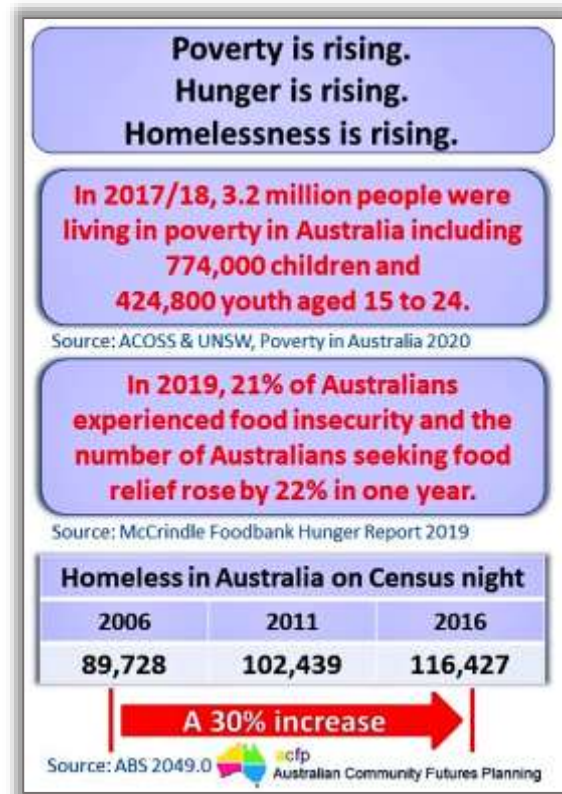 Poverty is rising.
Hunger is rising.
Homelessness is rising.
In 2017/18, 3.2 million people were
living in poverty in Australia including
774,000 children and
424,800 youth aged 15 to 24.
Source: ACOSS & UNSW, Poverty in Australia 2020
In 2019, 21% of Australians
experienced food insecurity and the
number of Australians seeking food
relief rose by 22% in one year.
Source: McCrindle Foodbank Hunger Report 2019
Homeless in Australia on Census night
2006 2011 2016
89,728 102,439 116,427
A 30% increase
Source: ABS 2049.0
acfp
Australian Community Futures Planning